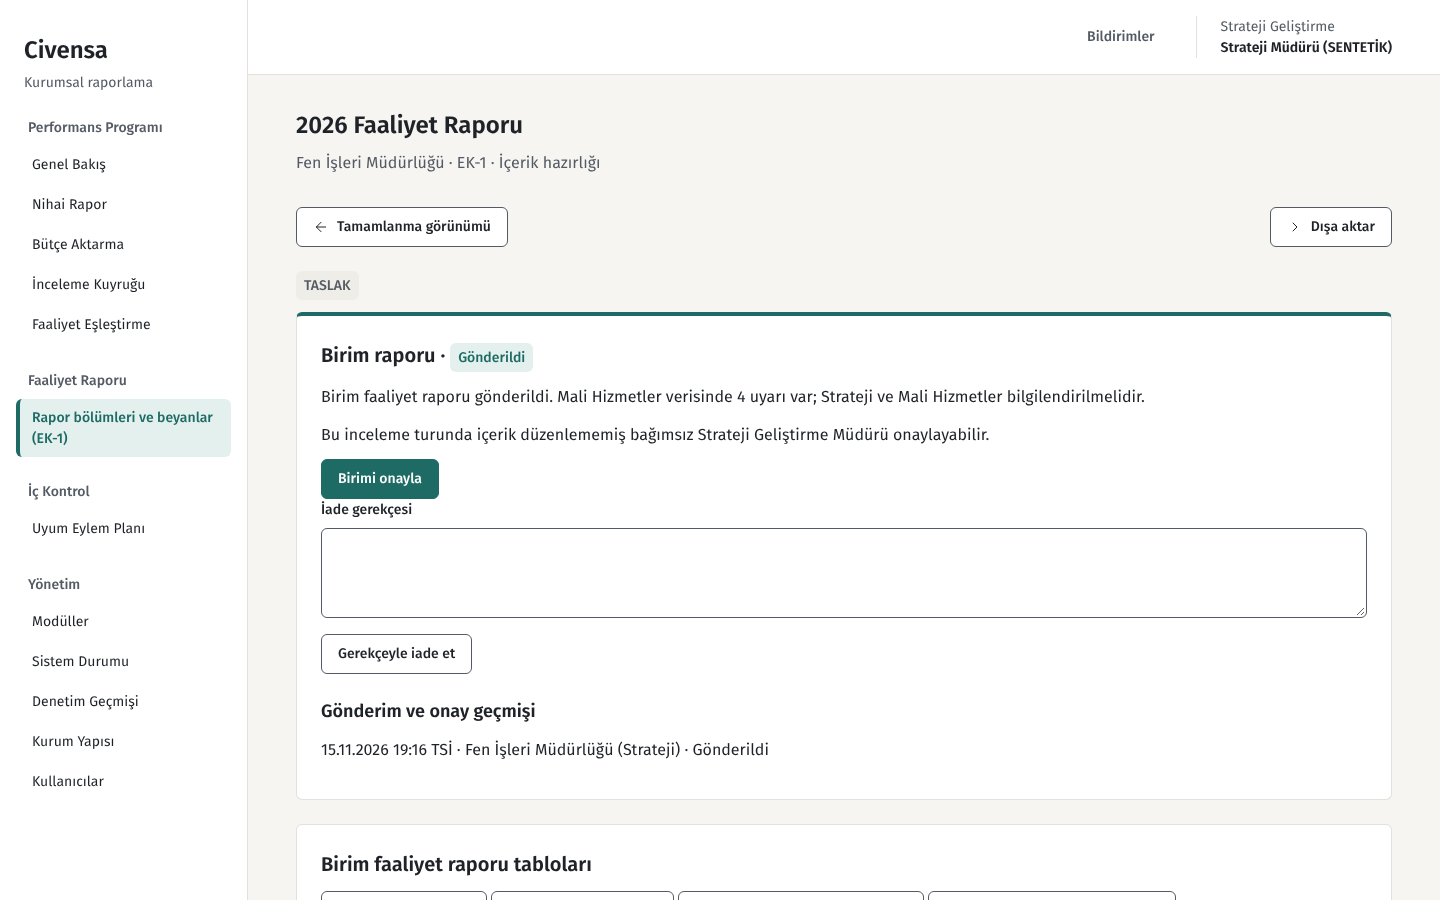 Civensa
Kurumsal raporlama
Performans Programı
Genel Bakış
Nihai Rapor
Bütçe Aktarma
İnceleme Kuyruğu
Faaliyet Eşleştirme
Faaliyet Raporu
Rapor bölümleri ve beyanlar
(EK-1)
İç Kontrol
Uyum Eylem Planı
Yönetim
Modüller
Sistem Durumu
Denetim Geçmişi
Kurum Yapısı
Kullanıcılar
Bildirimler
Strateji Geliştirme
Strateji Müdürü (SENTETİK)
2026 Faaliyet Raporu
Fen İşleri Müdürlüğü · EK-1 · İçerik hazırlığı
Tamamlanma görünümü
Dışa aktar
TASLAK
Birim raporu · Gönderildi
Birim faaliyet raporu gönderildi. Mali Hizmetler verisinde 4 uyarı var; Strateji ve Mali Hizmetler bilgilendirilmelidir.
Bu inceleme turunda içerik düzenlememiş bağımsız Strateji Geliştirme Müdürü onaylayabilir.
Birimi onayla
İade gerekçesi
Gerekçeyle iade et
Gönderim ve onay geçmişi
15.11.2026 19:16 TSİ · Fen İşleri Müdürlüğü (Strateji) · Gönderildi
Birim faaliyet raporu tabloları